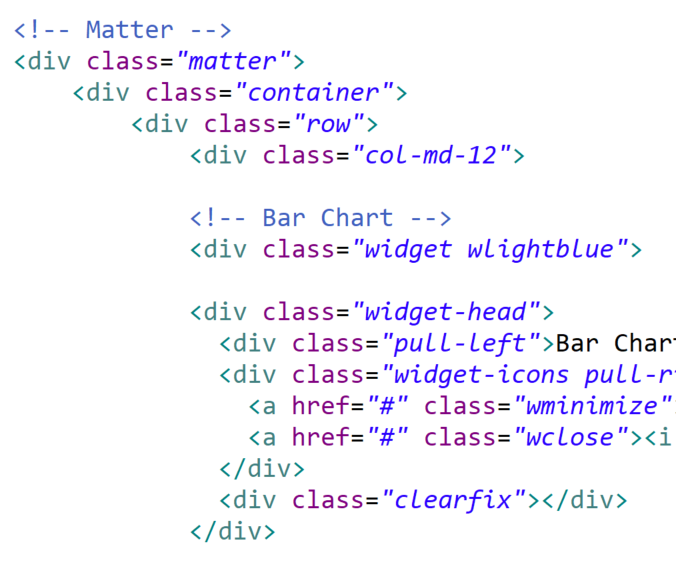 <!-- Matter -->
<div class="matter">
<div class="container">
<div class="row">
<div class="col-md-12">
<!-- Bar Chart -->
<div class="widget wlightblue">
<div class="widget-head">
<div class="pull-left">Bar Chart
<div class="widget-icons pull-ri
<a href="#" class="wminimize"
<a href="#" class="wclose"><i
</div>
<div class="clearfix"></div>
</div>